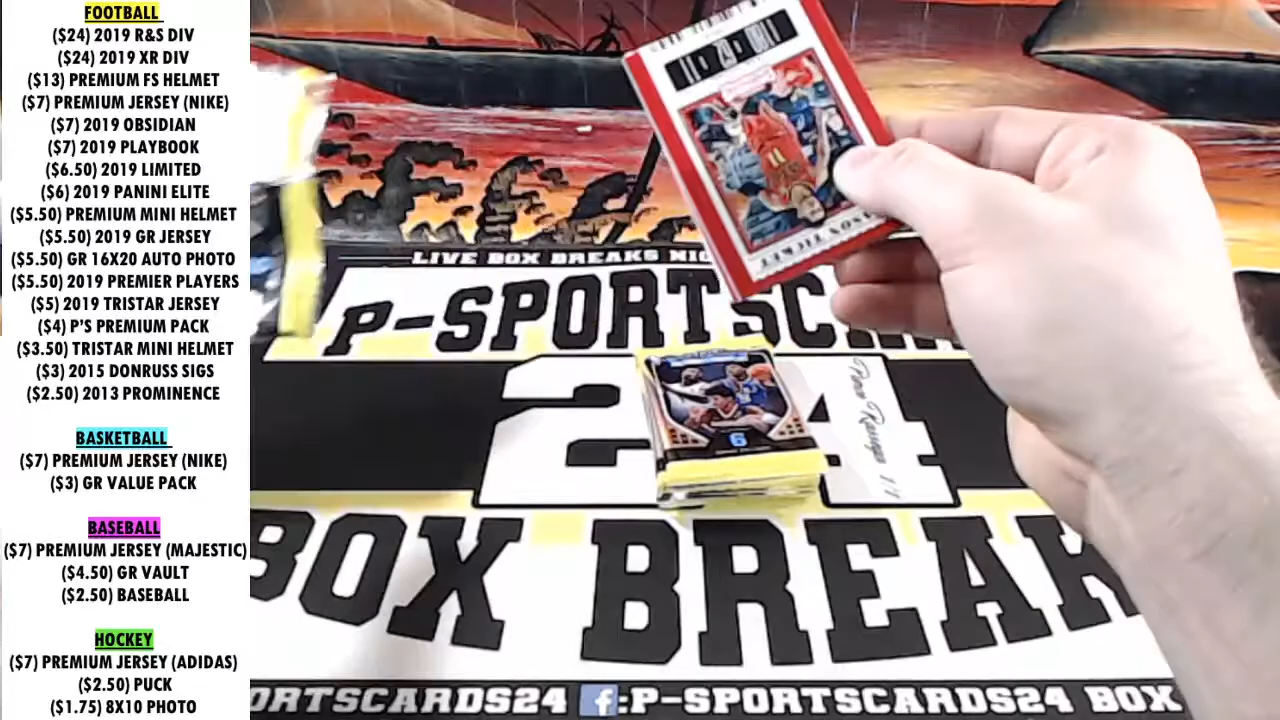 FOOTBALL
($24) 2019 R&S DIV
($24) 2019 XR DIV
($13) PREMIUM FS HELMET
($7) PREMIUM JERSEY (NIKE)
($7) 2019 OBSIDIAN
($7) 2019 PLAYBOOK
($6.50) 2019 LIMITED
($6) 2019 PANINI ELITE
($5.50) PREMIUM MINI HELMET
($5.50) 2019 GR JERSEY
($5.50) GR 16X20 AUTO PHOTO
($5.50) 2019 PREMIER PLAYERS
($5) 2019 TRISTAR JERSEY
($4) P'S PREMIUM PACK
($3.50) TRISTAR MINI HELMET
($3) 2015 DONRUSS SIGS
($2.50) 2013 PROMINENCE
BASKETBALL
($7) PREMIUM JERSEY (NIKE)
($3) GR VALUE PACK
BASEBALL
($7) PREMIUM JERSEY (MAJESTIC)
($4.50) GR VAULT
($2.50) BASEBALL
HOCKEY
($7) PREMIUM JERSEY (ADIDAS)
($2.50) PUCK
($1.75) 8X10 PHOTO
SEASON TICKET
LIVE BOX BREAKS
P-SPORTSCA
24
6
BOX BREAK
ORTSCARDS24 f:P-SPORTSCARDS24 BOX